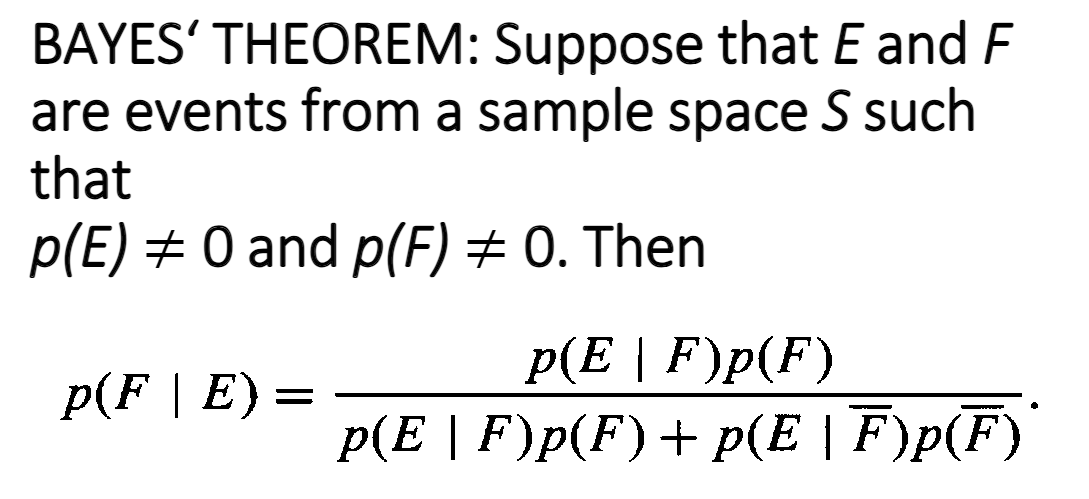 BAYES‘ THEOREM: Suppose that E and F
are events from a sample space S such
that
p(E) ≠ 0 and p(F) ≠ 0. Then
p(F | E) = p(E | F)p(F) / p(E | F)p(F) + p(E | F̅)p(F̅).